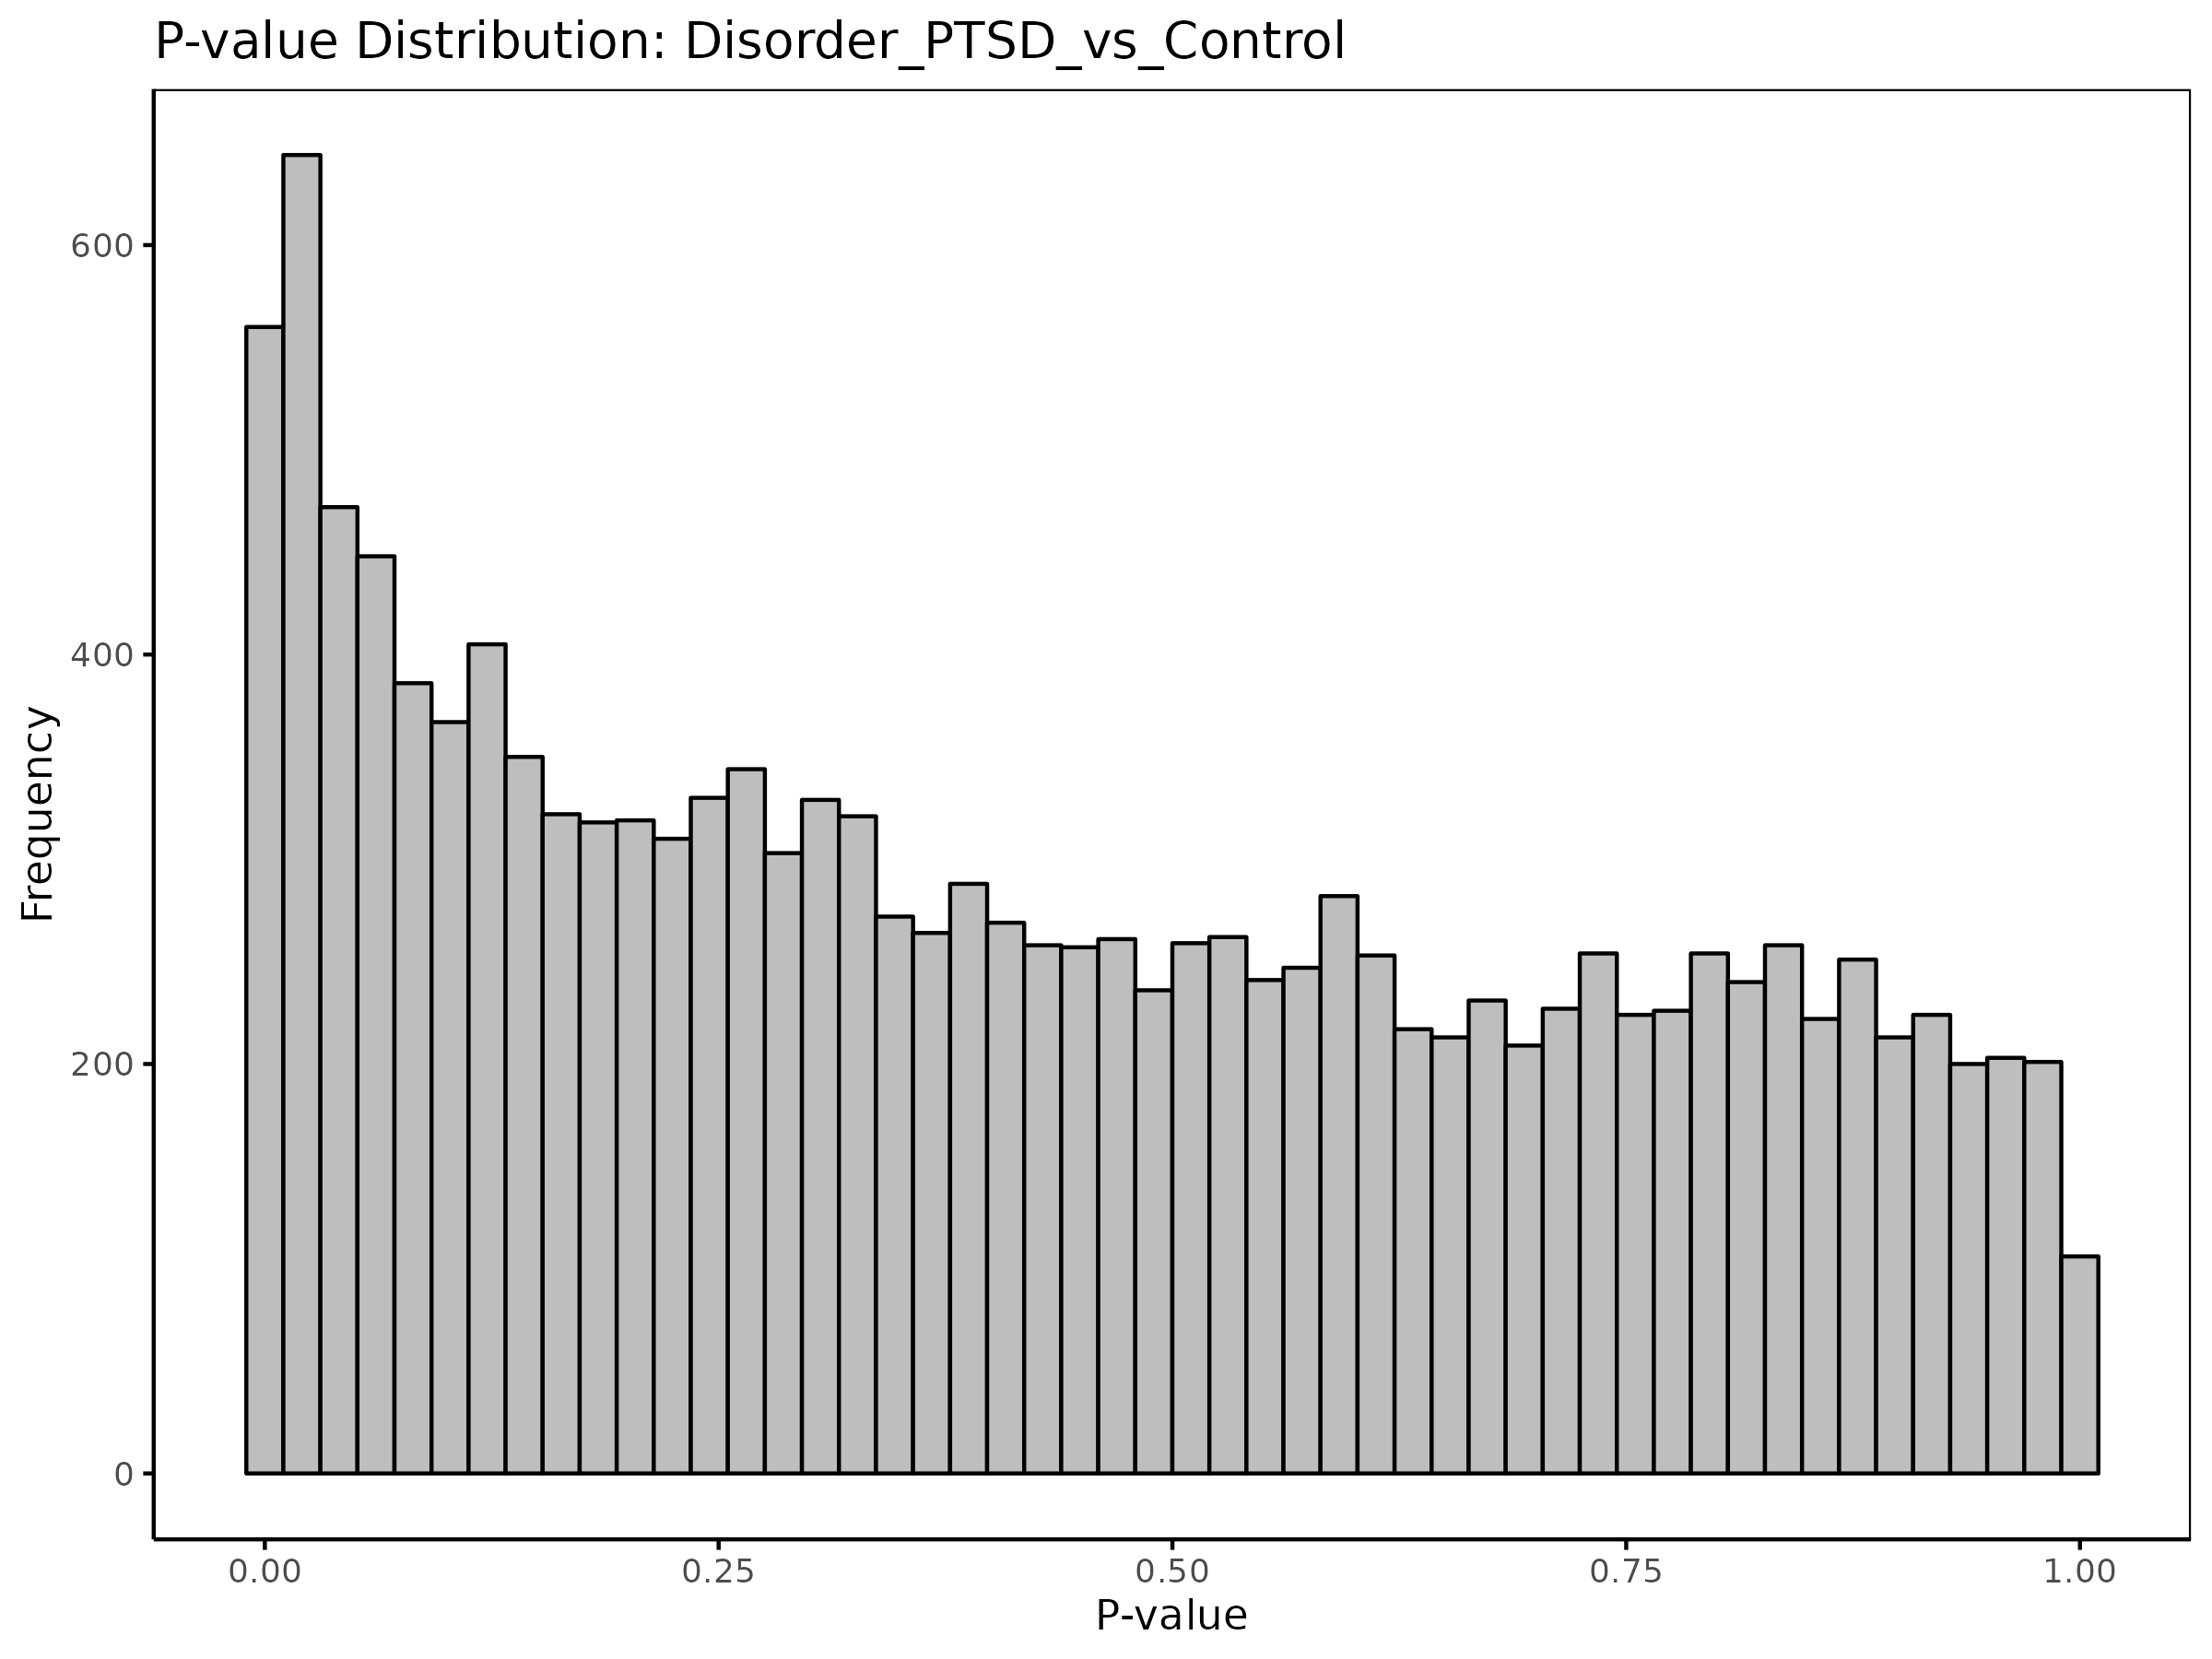 P-value Distribution: Disorder_PTSD_vs_Control
Frequency
600
400
200
0
0.00 0.25 0.50 0.75 1.00
P-value